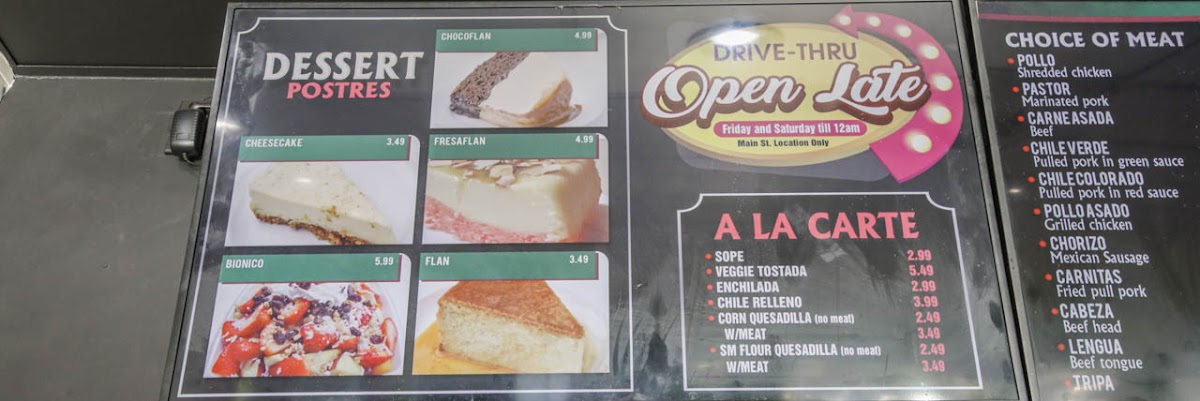 DESSERT
POSTRES
CHOCOFLAN 4.99
CHEESECAKE 3.49
FRESAFLAN 4.99
BIONICO 5.99
FLAN 3.49
DRIVE-THRU
Open Late
Friday and Saturday till 12am
Main St. Location Only
A LA CARTE
SOPE 2.99
VEGGIE TOSTADA 5.49
ENCHILADA 2.99
CHILE RELLENO 3.99
CORN QUESADILLA (no meat) 2.49
W/MEAT 3.49
SM FLOUR QUESADILLA (no meat) 2.49
W/MEAT 3.49
CHOICE OF MEAT
POLLO
Shredded chicken
PASTOR
Marinated pork
CARNE ASADA
Beef
CHILE VERDE
Pulled pork in green sauce
CHILE COLORADO
Pulled pork in red sauce
POLLO ASADO
Grilled chicken
CHORIZO
Mexican Sausage
CARNITAS
Fried pull pork
CABEZA
Beef head
LENGUA
Beef tongue
TRIPA